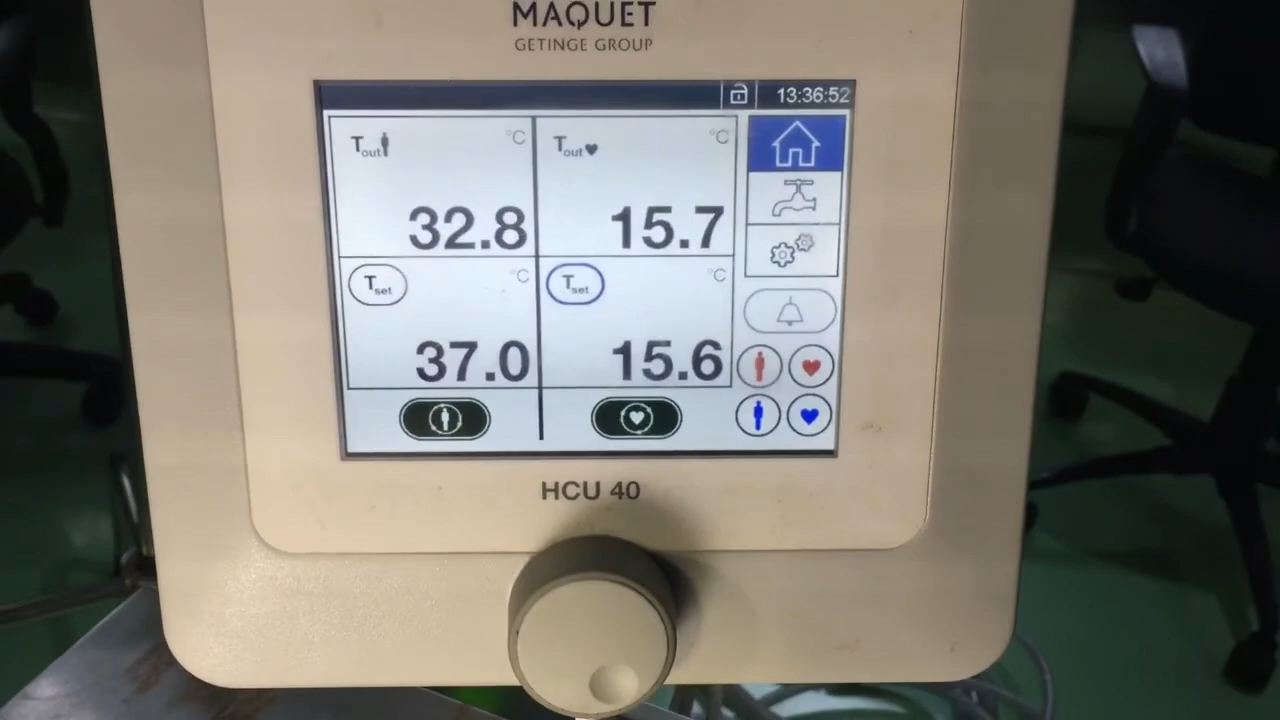 MAQUET
GETINGE GROUP
13:36:52
Tout °C
Tout °C
32.8
15.7
Tset °C
Tset °C
37.0
15.6
HCU 40